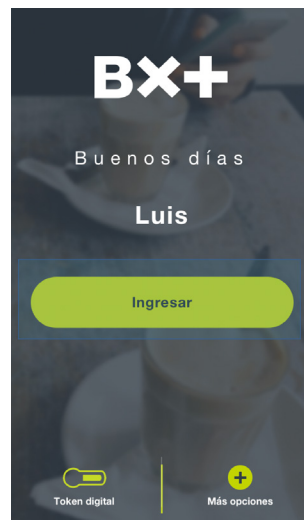 BX+
Buenos días
Luis
Ingresar
Token digital
Más opciones